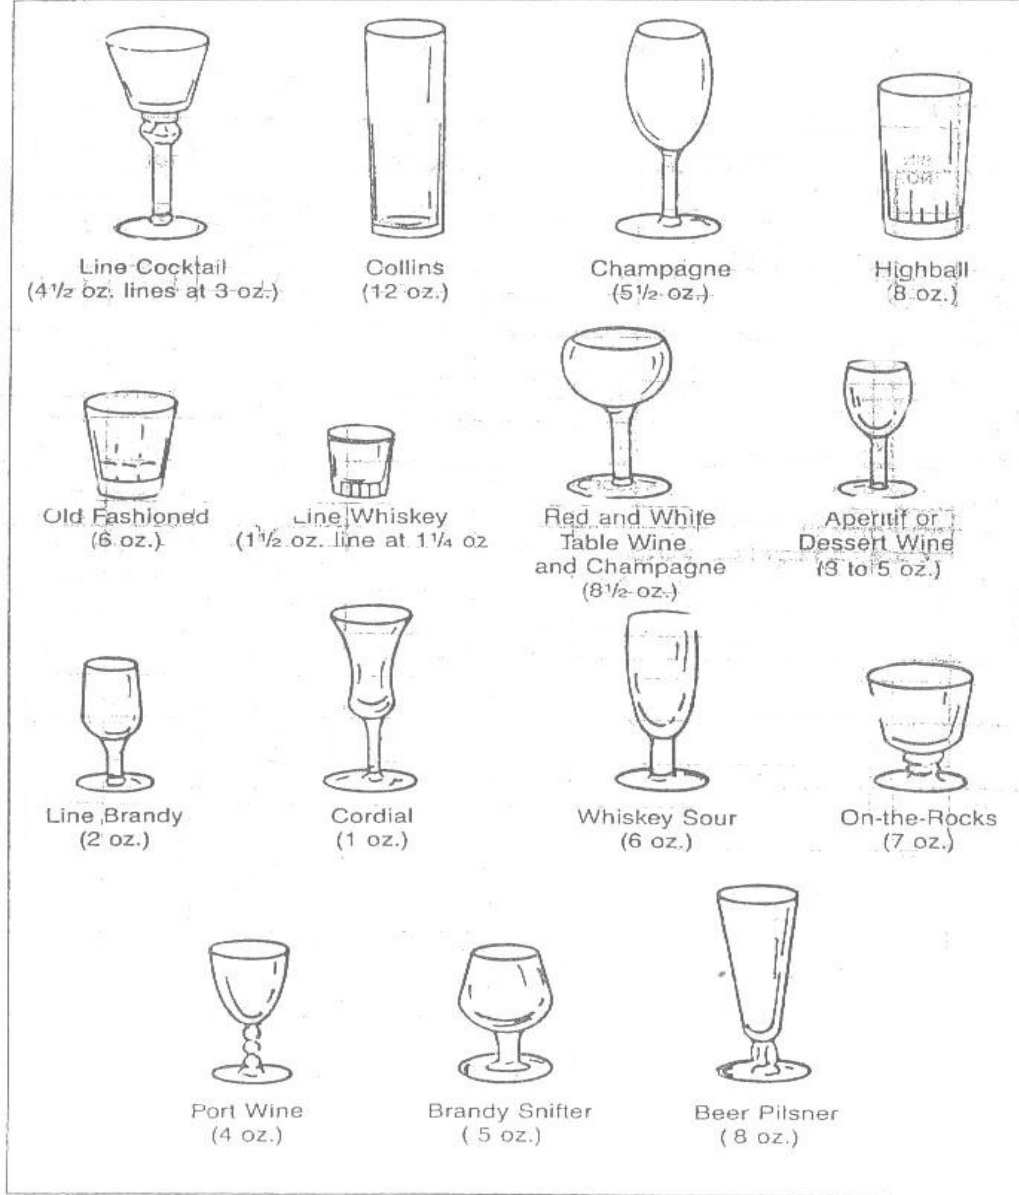 Line Cocktail
(4½ oz. lines at 3 oz.)
Collins
(12 oz.)
Champagne
(5½ oz.)
Highball
(8 oz.)
Old Fashioned
(6 oz.)
Line Whiskey
(1½ oz. line at 1¼ oz
Red and White
Table Wine
and Champagne
(8½ oz.)
Aperitif or
Dessert Wine
(3 to 5 oz.)
Line Brandy
(2 oz.)
Cordial
(1 oz.)
Whiskey Sour
(6 oz.)
On-the-Rocks
(7 oz.)
Port Wine
(4 oz.)
Brandy Snifter
( 5 oz.)
Beer Pilsner
( 8 oz.)